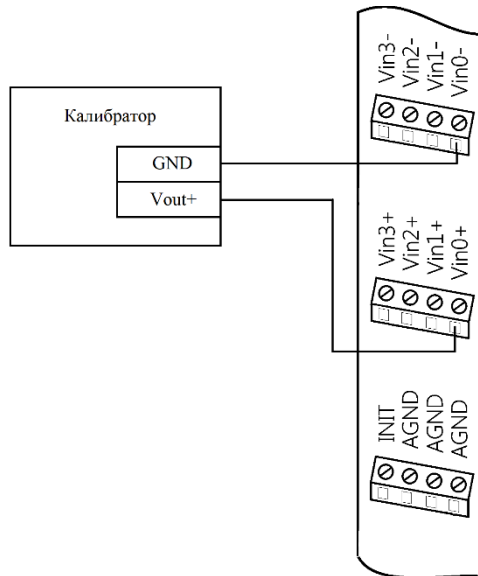 Калибратор
GND
Vout+
Vin3-
Vin2-
Vin1-
Vin0-
Vin3+
Vin2+
Vin1+
Vin0+
INIT
AGND
AGND
AGND